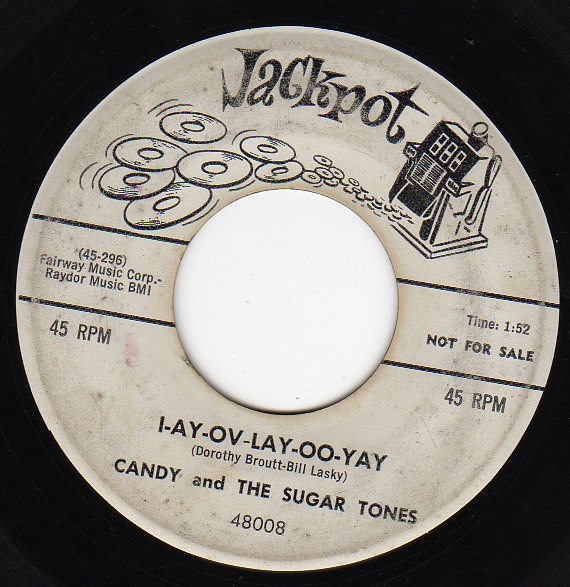 Jackpot
(45-296)
Fairway Music Corp.-
Raydor Music BMI
Time: 1:52
NOT FOR SALE
45 RPM
45 RPM
I-AY-OV-LAY-OO-YAY
(Dorothy Broutt-Bill Lasky)
CANDY and THE SUGAR TONES
48008